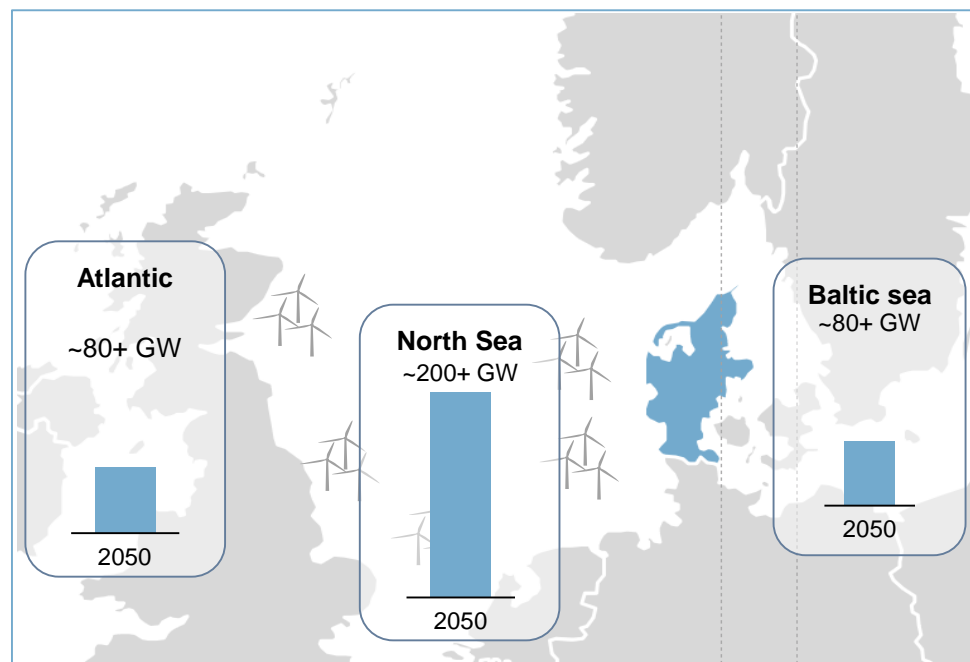 Atlantic
~80+ GW
2050
North Sea
~200+ GW
2050
Baltic sea
~80+ GW
2050